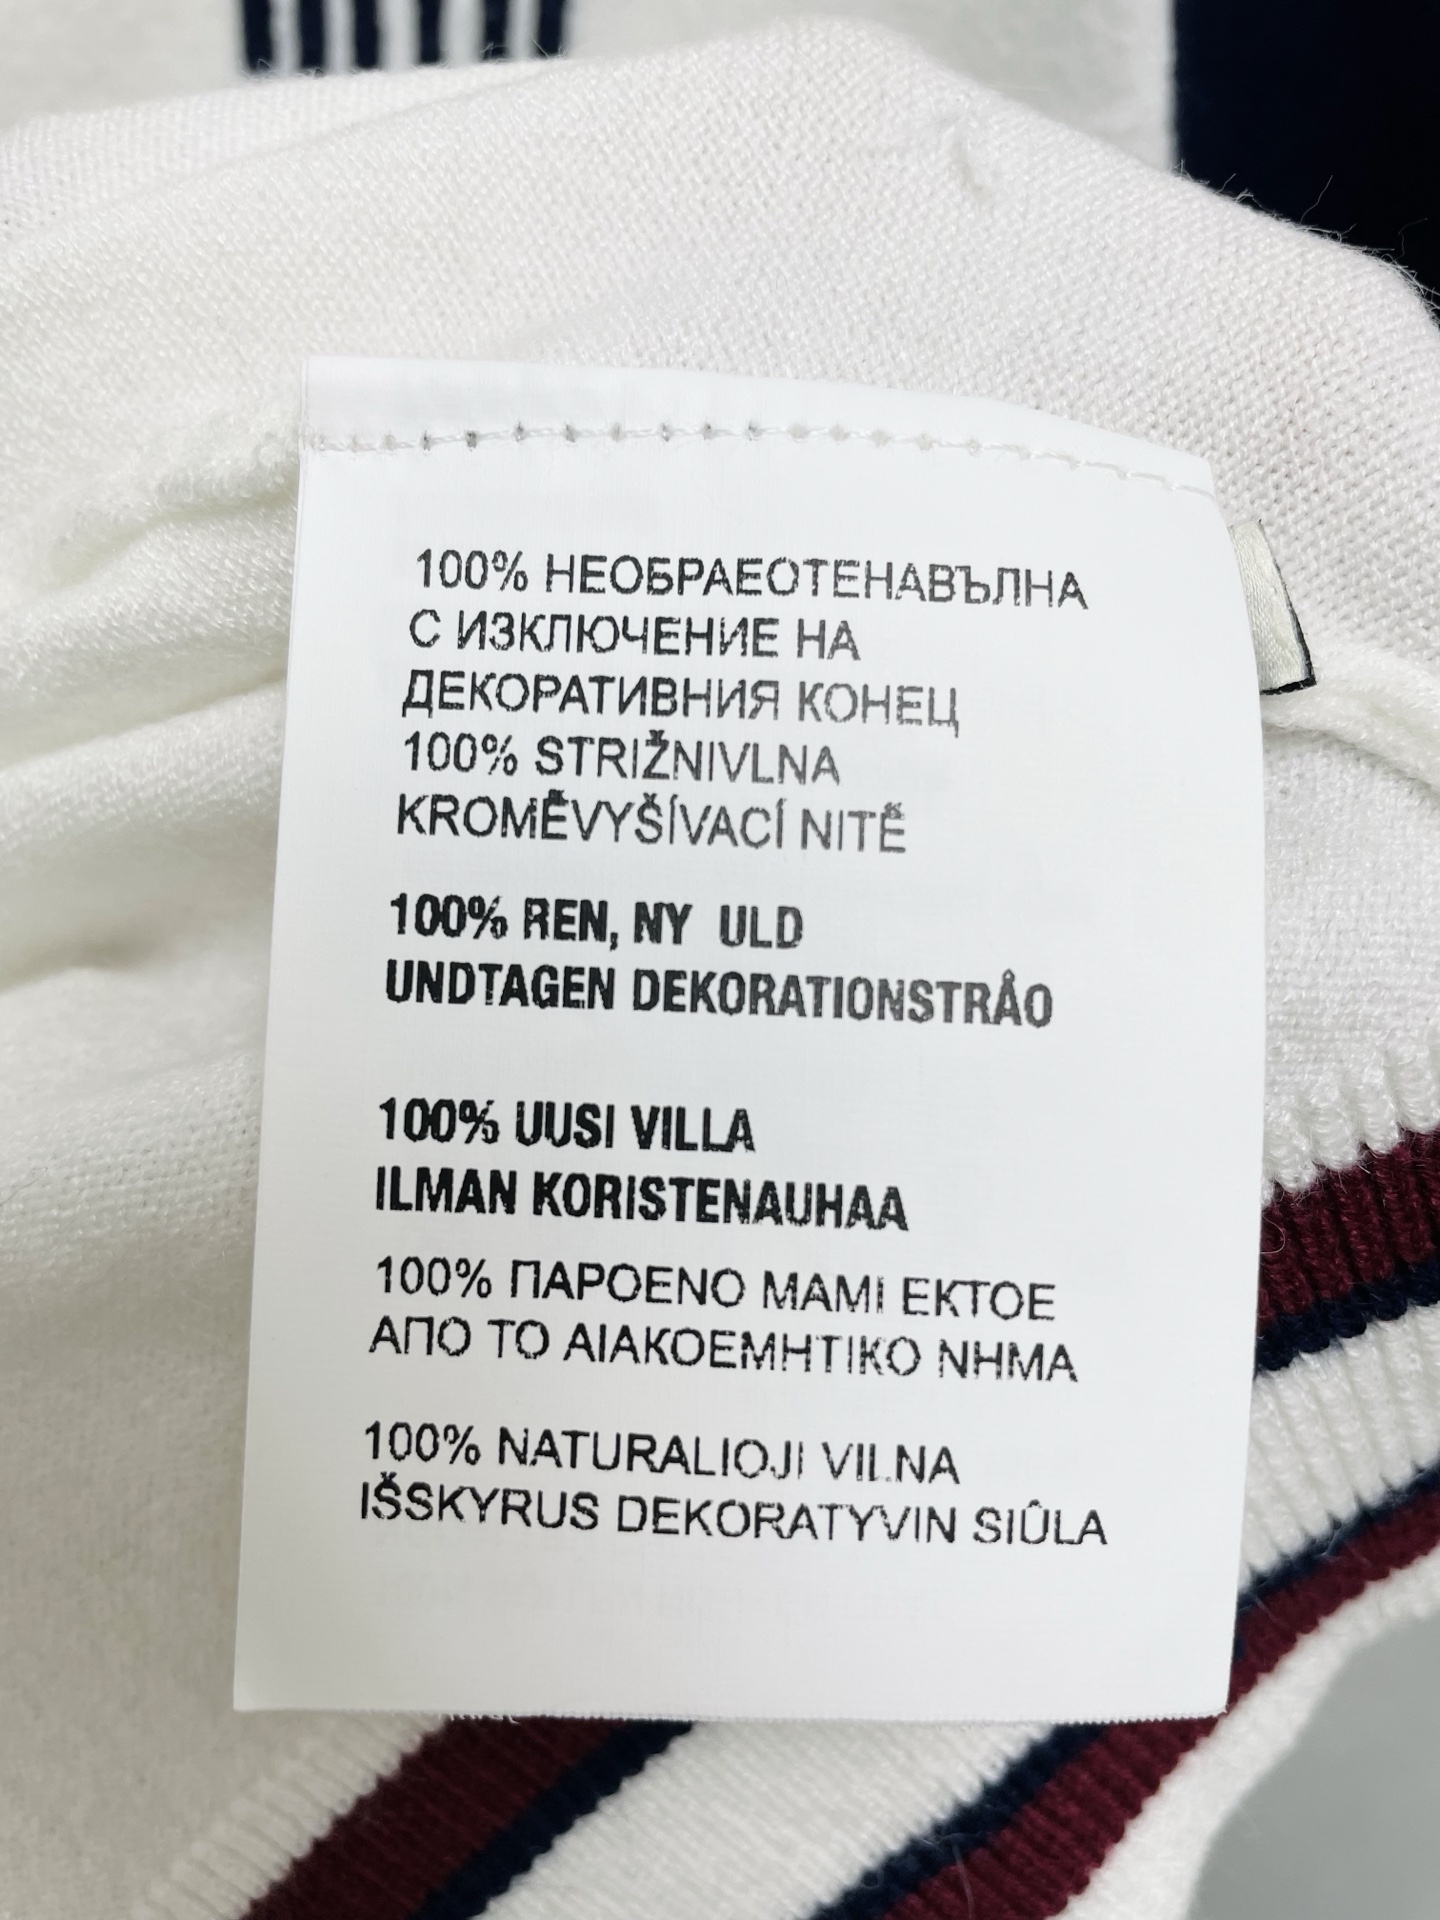 100% НЕОБРАЕОТЕНАВЪЛНА
С ИЗКЛЮЧЕНИЕ НА
ДЕКОРАТИВНИЯ КОНЕЦ
100% STRIŽNIVLNA
KROMĚVYŠÍVACÍ NITĚ
100% REN, NY ULD
UNDTAGEN DEKORATIONSTRÅO
100% UUSI VILLA
ILMAN KORISTENAUHAA
100% ΠΑΡΟΕΝΟ ΜΑΜΙ ΕΚΤΟΕ
ΑΠΟ ΤΟ ΑΙΑΚΟΕΜΗΤΙΚΟ ΝΗΜΑ
100% NATURALIOJI VILNA
IŠSKYRUS DEKORATYVIN SIÛLA